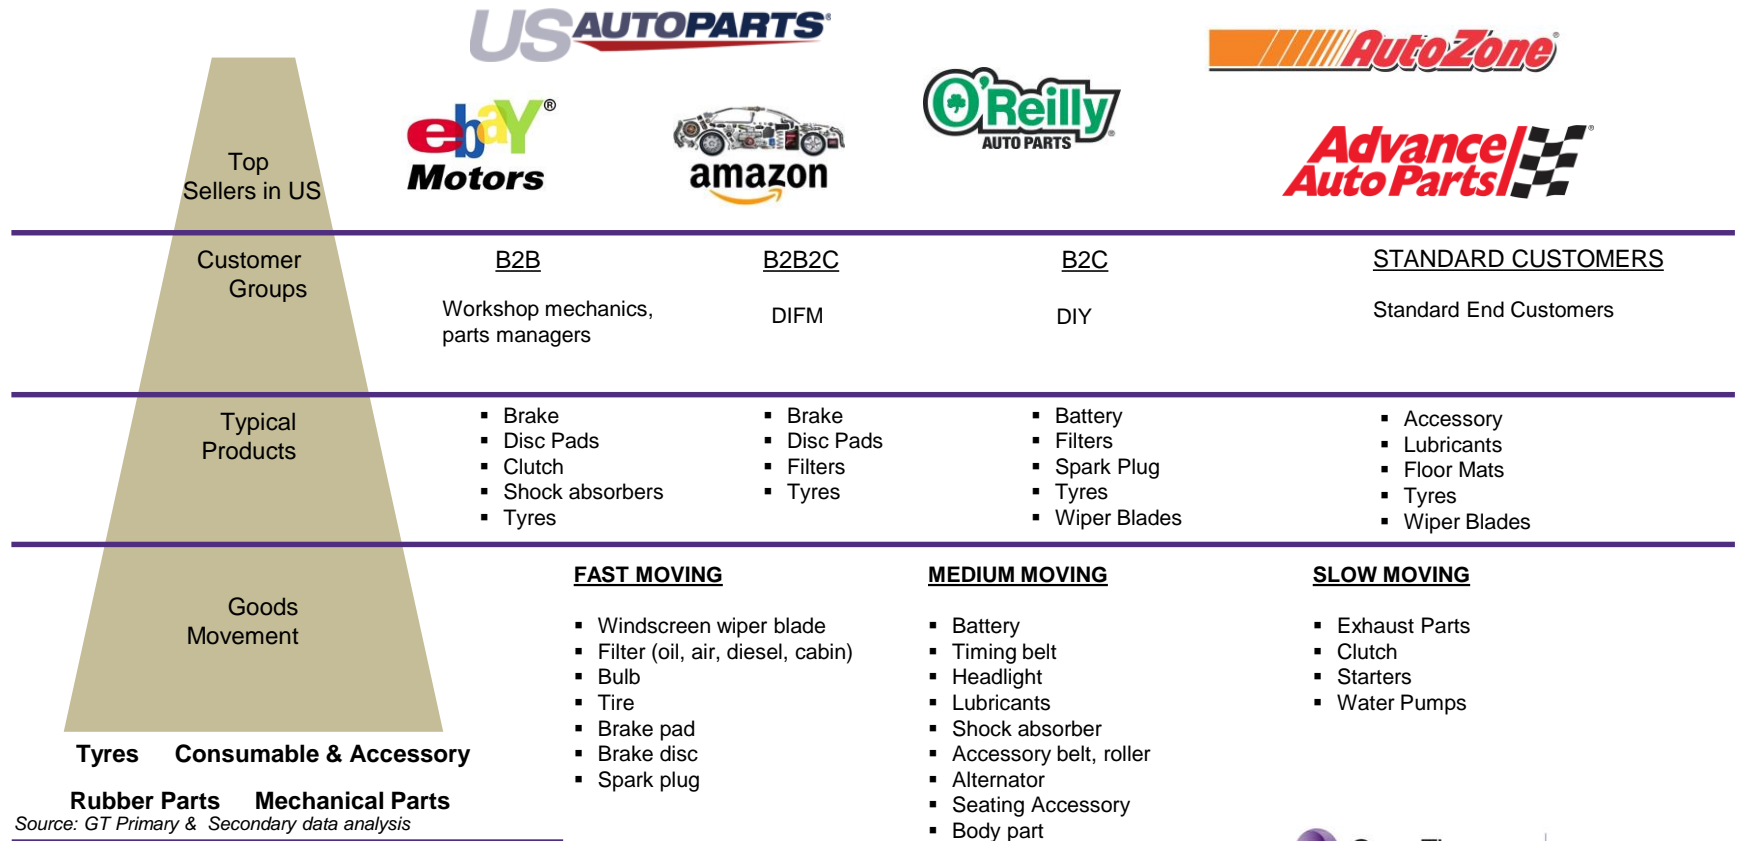 USAUTOPARTS®
AutoZone®
ebaY®
Motors
amazon
O'Reilly®
AUTO PARTS
Advance®
Auto Parts
Top
Sellers in US
Customer
Groups
B2B
B2B2C
B2C
STANDARD CUSTOMERS
Workshop mechanics,
parts managers
DIFM
DIY
Standard End Customers
Typical
Products
▪ Brake
▪ Disc Pads
▪ Clutch
▪ Shock absorbers
▪ Tyres
▪ Brake
▪ Disc Pads
▪ Filters
▪ Tyres
▪ Battery
▪ Filters
▪ Spark Plug
▪ Tyres
▪ Wiper Blades
▪ Accessory
▪ Lubricants
▪ Floor Mats
▪ Tyres
▪ Wiper Blades
Goods
Movement
FAST MOVING
▪ Windscreen wiper blade
▪ Filter (oil, air, diesel, cabin)
▪ Bulb
▪ Tire
▪ Brake pad
▪ Brake disc
▪ Spark plug
MEDIUM MOVING
▪ Battery
▪ Timing belt
▪ Headlight
▪ Lubricants
▪ Shock absorber
▪ Accessory belt, roller
▪ Alternator
▪ Seating Accessory
▪ Body part
SLOW MOVING
▪ Exhaust Parts
▪ Clutch
▪ Starters
▪ Water Pumps
Tyres Consumable & Accessory
Rubber Parts Mechanical Parts
Source: GT Primary & Secondary data analysis